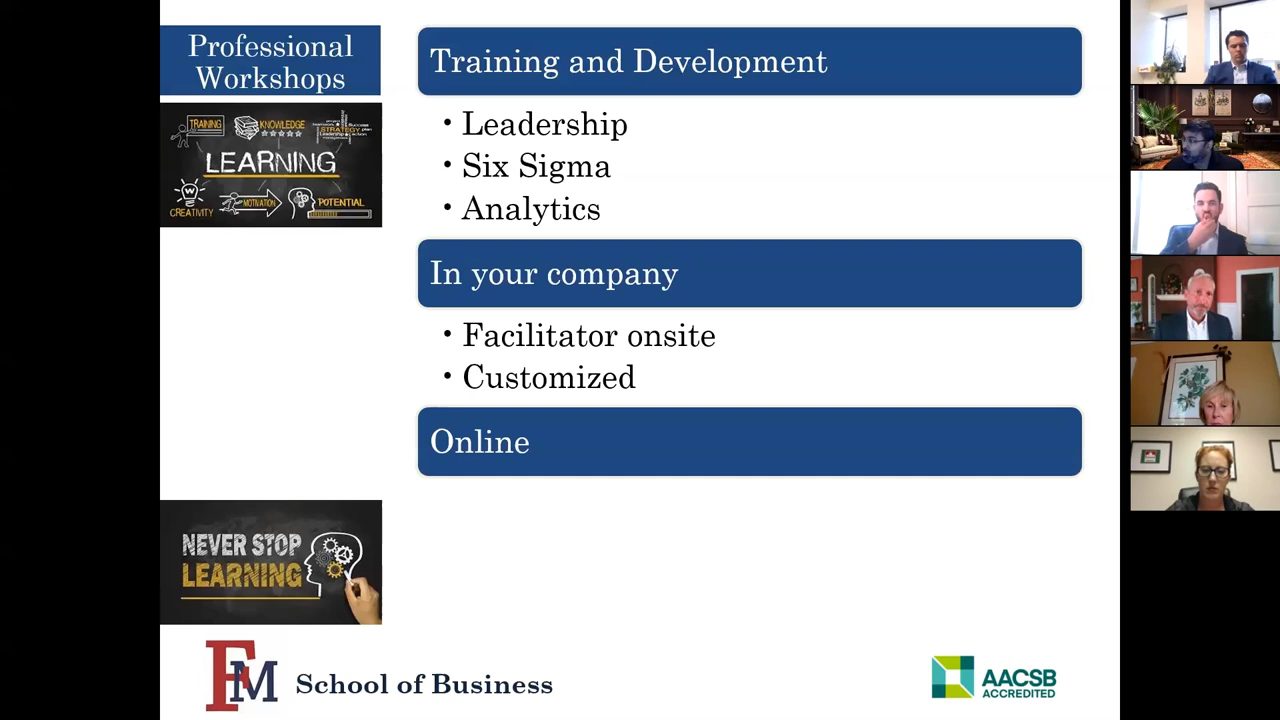 Professional
Workshops
TRAINING
KNOWLEDGE
STRATEGY
LEARNING
CREATIVITY
MOTIVATION
POTENTIAL
Training and Development
• Leadership
• Six Sigma
• Analytics
In your company
• Facilitator onsite
• Customized
Online
NEVER STOP
LEARNING
FM School of Business
AACSB
ACCREDITED